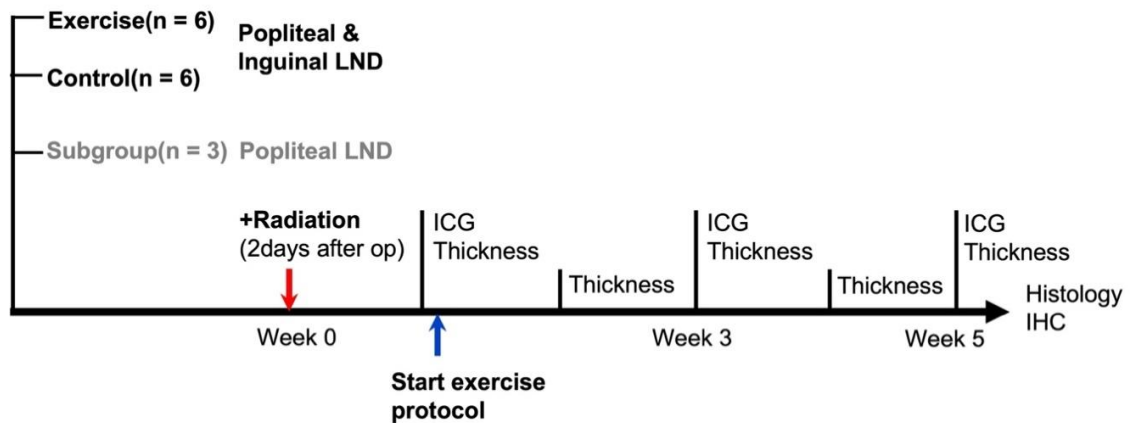 Exercise(n = 6)
Popliteal &
Inguinal LND
Control(n = 6)
Subgroup(n = 3) Popliteal LND
+Radiation
(2days after op)
ICG
Thickness
Thickness
ICG
Thickness
Thickness
ICG
Thickness
Histology
IHC
Week 0
Week 3
Week 5
Start exercise
protocol